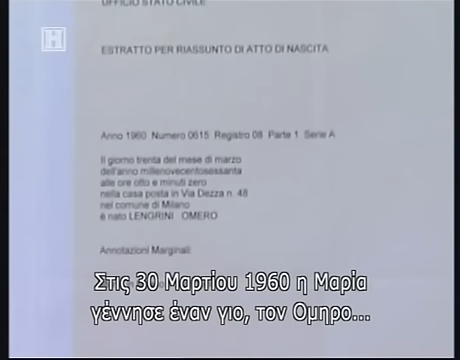 UFFICIO STATO CIVILE
H
ESTRATTO PER RIASSUNTO DI ATTO DI NASCITA
Anno 1960 Numero 0615 Registro 08 Parte 1 Serie A
Il giorno trenta del mese di marzo
dell'anno millenovecentosessanta
alle ore otto e minuti zero
nella casa posta in Via Dezza n. 48
nel comune di Milano
è nato LENGRINI OMERO
Annotazioni Marginali:
Στις 30 Μαρτίου 1960 η Μαρία
γέννησε έναν γιο, τον Ομηρο...